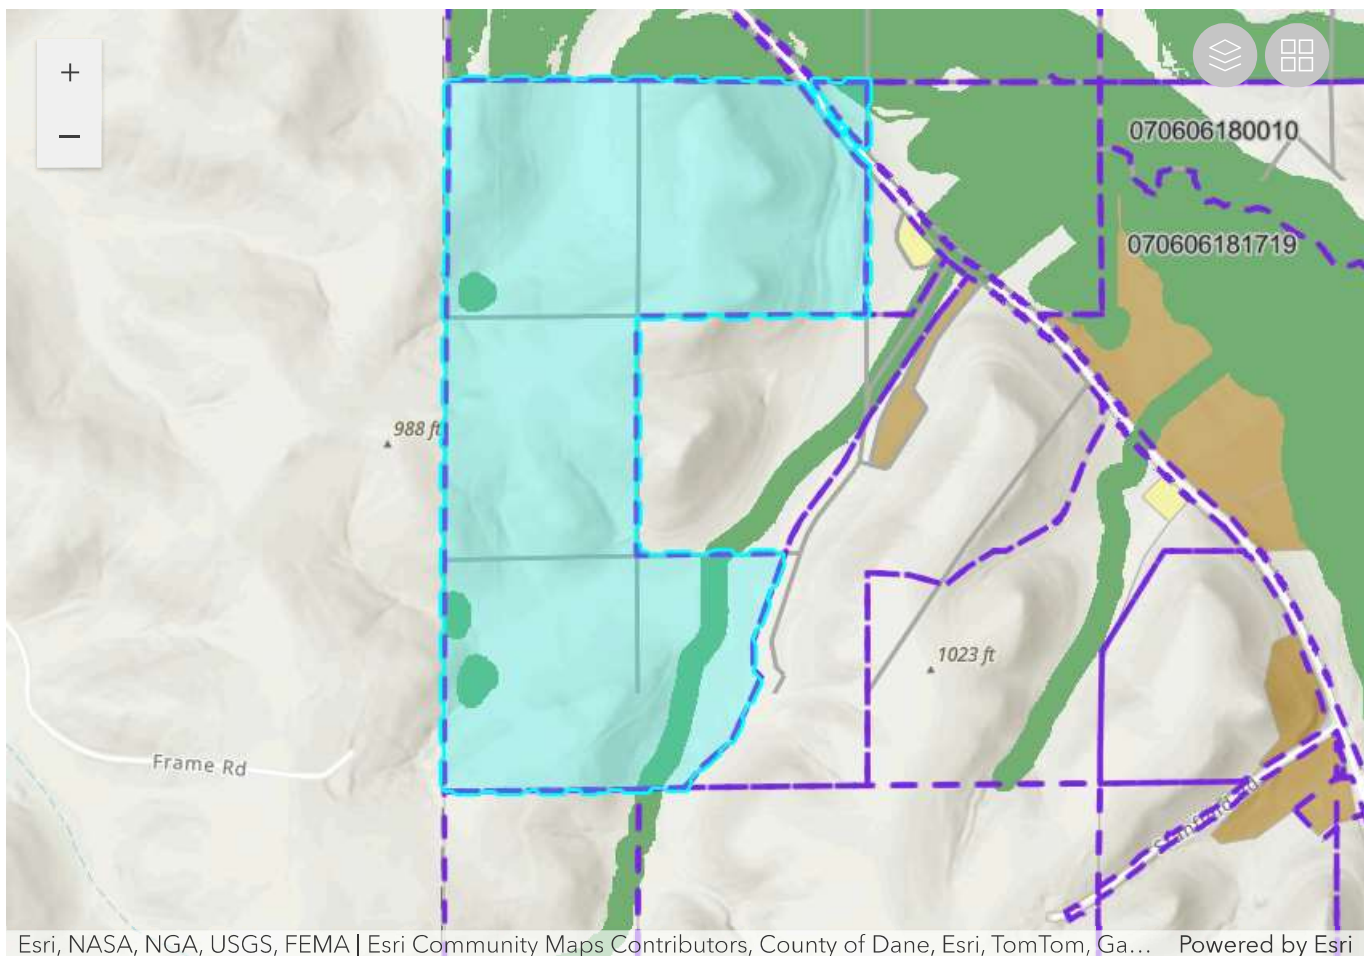 +
070606180010
−
070606181719
988 ft
1023 ft
Frame Rd
Esri, NASA, NGA, USGS, FEMA | Esri Community Maps Contributors, County of Dane, Esri, TomTom, Ga... Powered by Esri